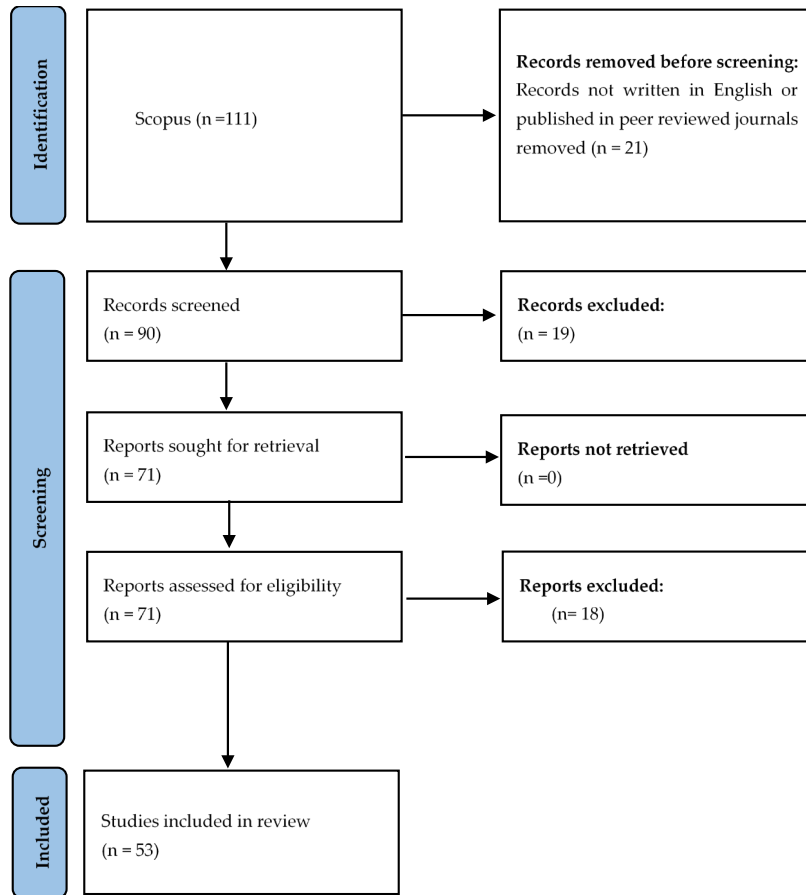 Identification
Scopus (n =111)
Records removed before screening:
Records not written in English or
published in peer reviewed journals
removed (n = 21)
Screening
Records screened
(n = 90)
Records excluded:
(n = 19)
Reports sought for retrieval
(n = 71)
Reports not retrieved
(n =0)
Reports assessed for eligibility
(n = 71)
Reports excluded:
(n= 18)
Included
Studies included in review
(n = 53)